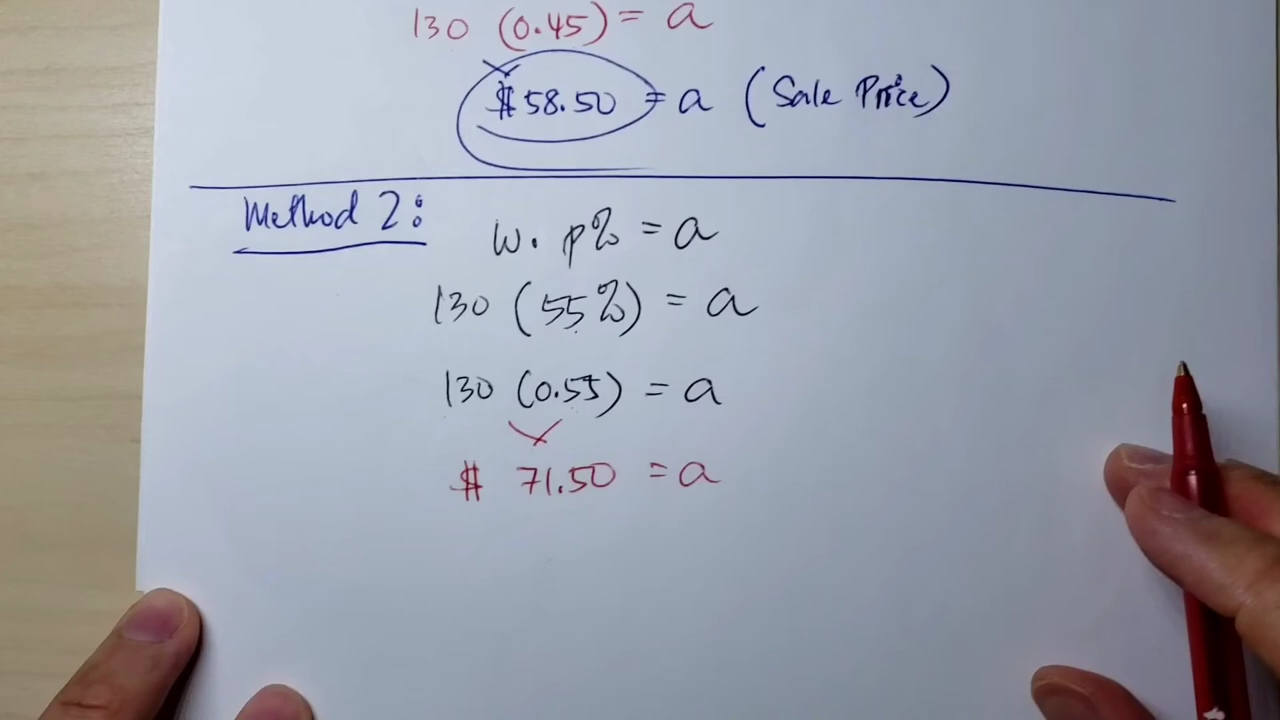 130 (0.45) = a
$58.50 = a (Sale Price)
Method 2:
w. p% = a
130 (55%) = a
130 (0.55) = a
$ 71.50 = a